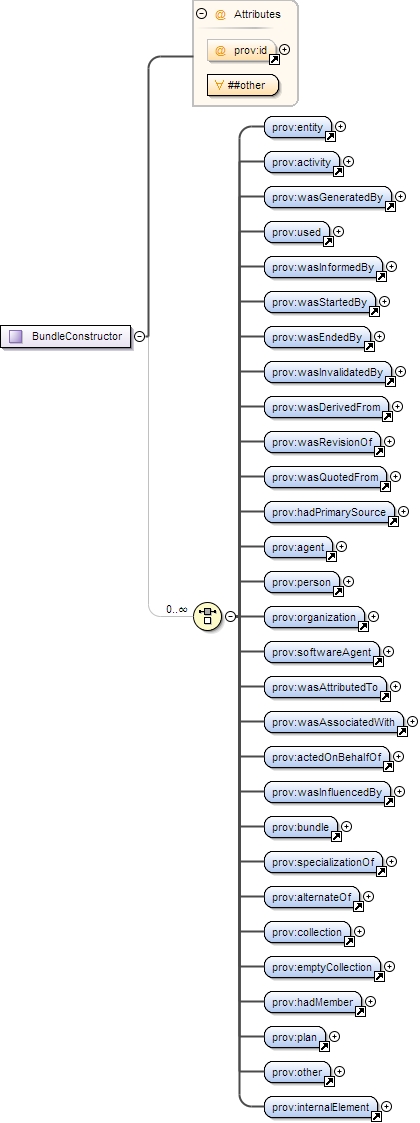 Attributes
prov:id
##other
prov:entity
prov:activity
prov:wasGeneratedBy
prov:used
prov:wasInformedBy
prov:wasStartedBy
BundleConstructor
prov:wasEndedBy
prov:wasInvalidatedBy
prov:wasDerivedFrom
prov:wasRevisionOf
prov:wasQuotedFrom
prov:hadPrimarySource
prov:agent
prov:person
0..∞
prov:organization
prov:softwareAgent
prov:wasAttributedTo
prov:wasAssociatedWith
prov:actedOnBehalfOf
prov:wasInfluencedBy
prov:bundle
prov:specializationOf
prov:alternateOf
prov:collection
prov:emptyCollection
prov:hadMember
prov:plan
prov:other
prov:internalElement